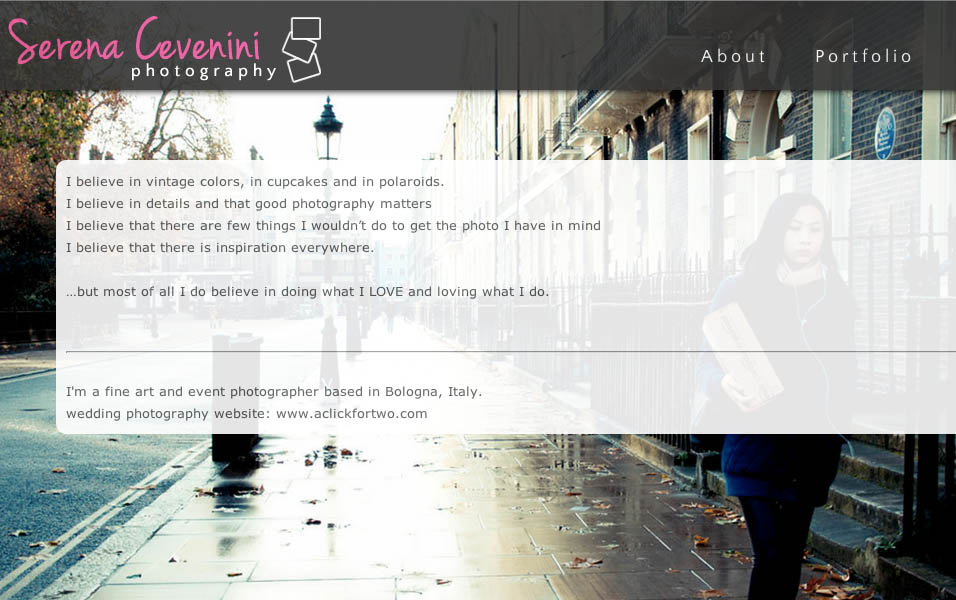 Serena Cevenini
photography
About
Portfolio
I believe in vintage colors, in cupcakes and in polaroids.
I believe in details and that good photography matters
I believe that there are few things I wouldn’t do to get the photo I have in mind
I believe that there is inspiration everywhere.
…but most of all I do believe in doing what I LOVE and loving what I do.
I'm a fine art and event photographer based in Bologna, Italy.
wedding photography website: www.aclickfortwo.com